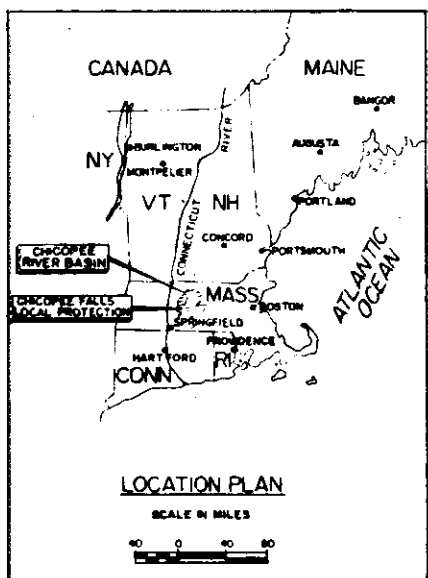 CANADA
MAINE
BANGOR
BURLINGTON
AUGUSTA
NY
MONTPELIER
RIVER
VT
NH
PORTLAND
CONNECTICUT
CONCORD
PORTSMOUTH
CHICOPEE
RIVER BASIN
ATLANTIC
OCEAN
MASS
CHICOPEE FALLS
LOCAL PROTECTION
BOSTON
SPRINGFIELD
PROVIDENCE
HARTFORD
RI
CONN
LOCATION PLAN
SCALE IN MILES
40 0 40 80